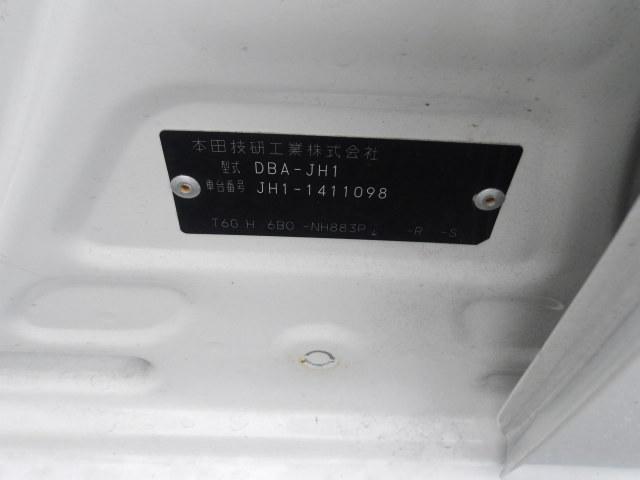 本田技研工業株式会社
型式 DBA-JH1
車台番号 JH1-1411098
T6G H 6B0 -NH883P -R -S